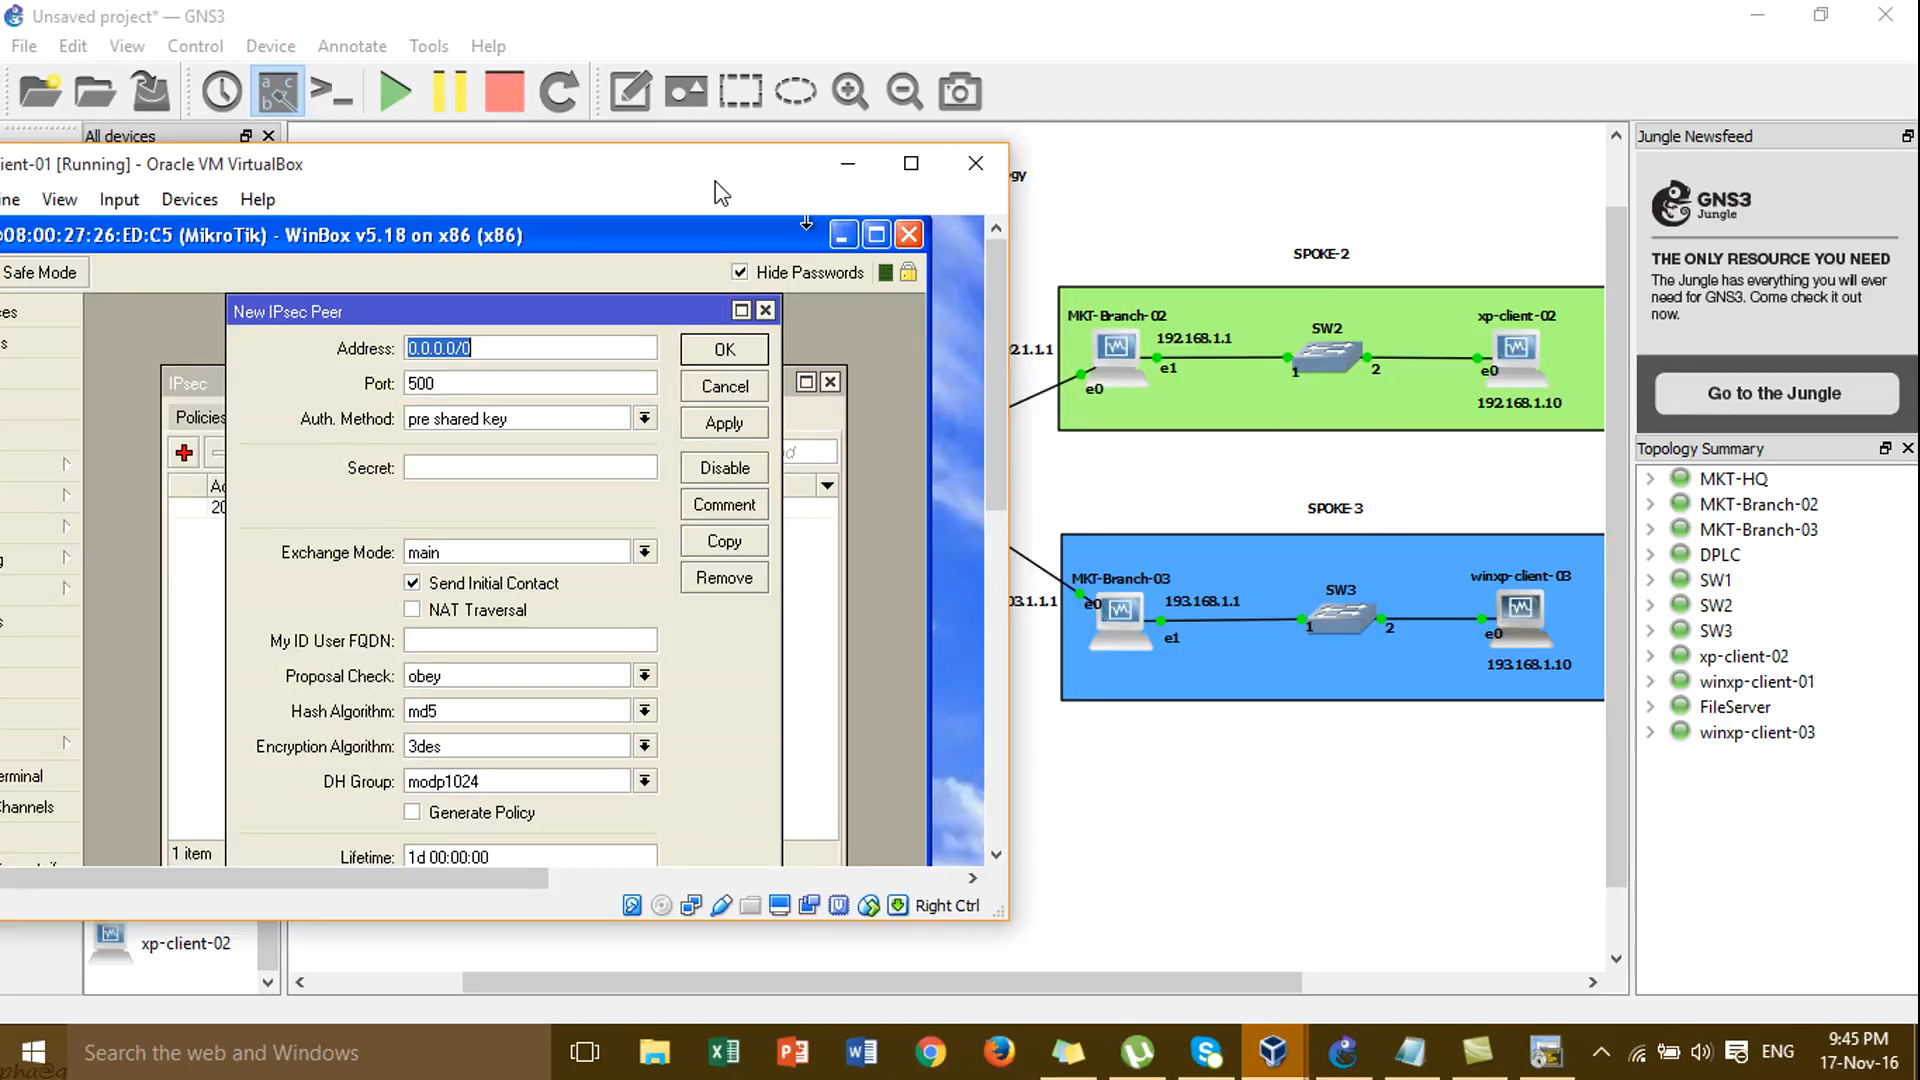 Unsaved project* — GNS3
File Edit View Control Device Annotate Tools Help
All devices
ient-01 [Running] - Oracle VM VirtualBox
ine View Input Devices Help
08:00:27:26:ED:C5 (MikroTik) - WinBox v5.18 on x86 (x86)
Safe Mode
Hide Passwords
New IPsec Peer
Address: 0.0.0.0/0
Port: 500
Auth. Method: pre shared key
Secret:
Exchange Mode: main
Send Initial Contact
NAT Traversal
My ID User FQDN:
Proposal Check: obey
Hash Algorithm: md5
Encryption Algorithm: 3des
DH Group: modp1024
Generate Policy
Lifetime: 1d 00:00:00
OK
Cancel
Apply
Disable
Comment
Copy
Remove
IPsec
Policies
1 item
erminal
hannels
Right Ctrl
xp-client-02
ogy
SPOKE-2
MKT-Branch-02
192.168.1.1
SW2
xp-client-02
e0
e1
1
2
e0
192.168.1.10
SPOKE-3
MKT-Branch-03
193.168.1.1
SW3
winxp-client-03
e0
e1
1
2
e0
193.168.1.10
Jungle Newsfeed
GNS3
Jungle
THE ONLY RESOURCE YOU NEED
The Jungle has everything you will ever
need for GNS3. Come check it out
now.
Go to the Jungle
Topology Summary
MKT-HQ
MKT-Branch-02
MKT-Branch-03
DPLC
SW1
SW2
SW3
xp-client-02
winxp-client-01
FileServer
winxp-client-03
Search the web and Windows
ENG
9:45 PM
17-Nov-16